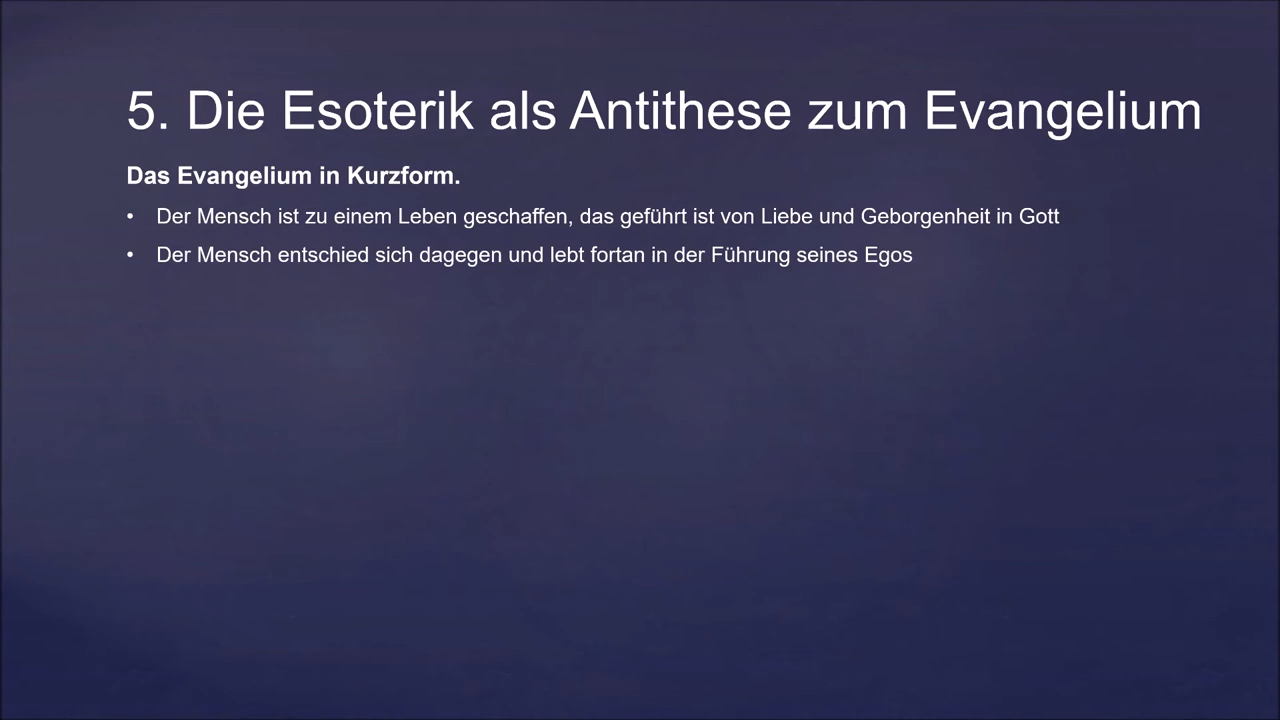 5. Die Esoterik als Antithese zum Evangelium
Das Evangelium in Kurzform.
• Der Mensch ist zu einem Leben geschaffen, das geführt ist von Liebe und Geborgenheit in Gott
• Der Mensch entschied sich dagegen und lebt fortan in der Führung seines Egos